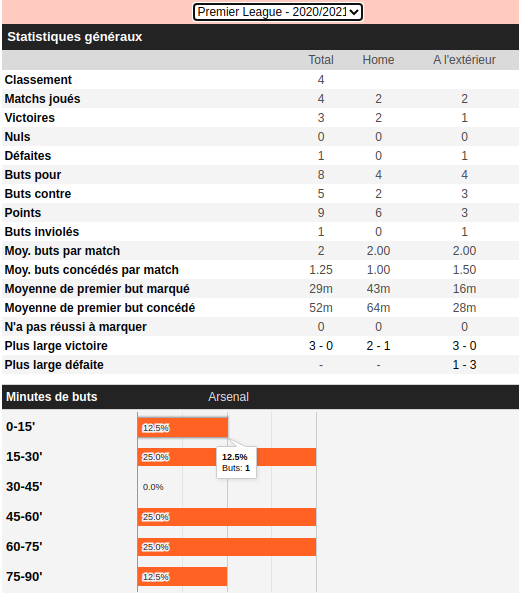 Premier League - 2020/2021
Statistiques généraux
Total Home A l'extérieur
Classement 4
Matchs joués 4 2 2
Victoires 3 2 1
Nuls 0 0 0
Défaites 1 0 1
Buts pour 8 4 4
Buts contre 5 2 3
Points 9 6 3
Buts inviolés 1 0 1
Moy. buts par match 2 2.00 2.00
Moy. buts concédés par match 1.25 1.00 1.50
Moyenne de premier but marqué 29m 43m 16m
Moyenne de premier but concédé 52m 64m 28m
N'a pas réussi à marquer 0 0 0
Plus large victoire 3 - 0 2 - 1 3 - 0
Plus large défaite - - 1 - 3
Minutes de buts Arsenal
0-15' 12.5%
15-30' 25.0%
12.5%
Buts: 1
30-45' 0.0%
45-60' 25.0%
60-75' 25.0%
75-90' 12.5%